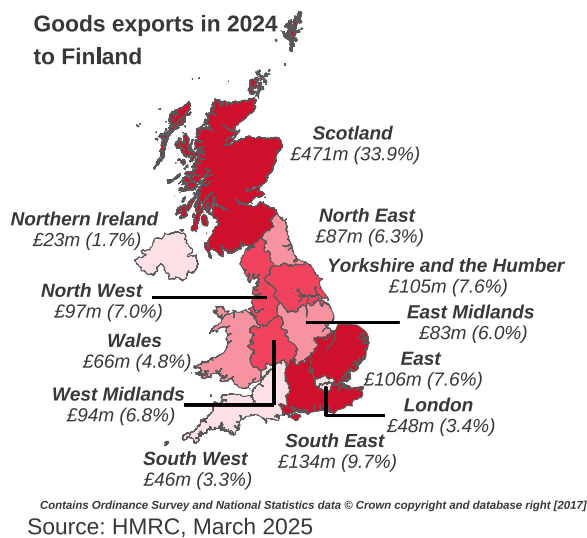 Goods exports in 2024
to Finland
Scotland
£471m (33.9%)
Northern Ireland
£23m (1.7%)
North East
£87m (6.3%)
Yorkshire and the Humber
£105m (7.6%)
North West
£97m (7.0%)
East Midlands
£83m (6.0%)
Wales
£66m (4.8%)
East
£106m (7.6%)
West Midlands
£94m (6.8%)
London
£48m (3.4%)
South East
£134m (9.7%)
South West
£46m (3.3%)
Contains Ordinance Survey and National Statistics data © Crown copyright and database right [2017]
Source: HMRC, March 2025